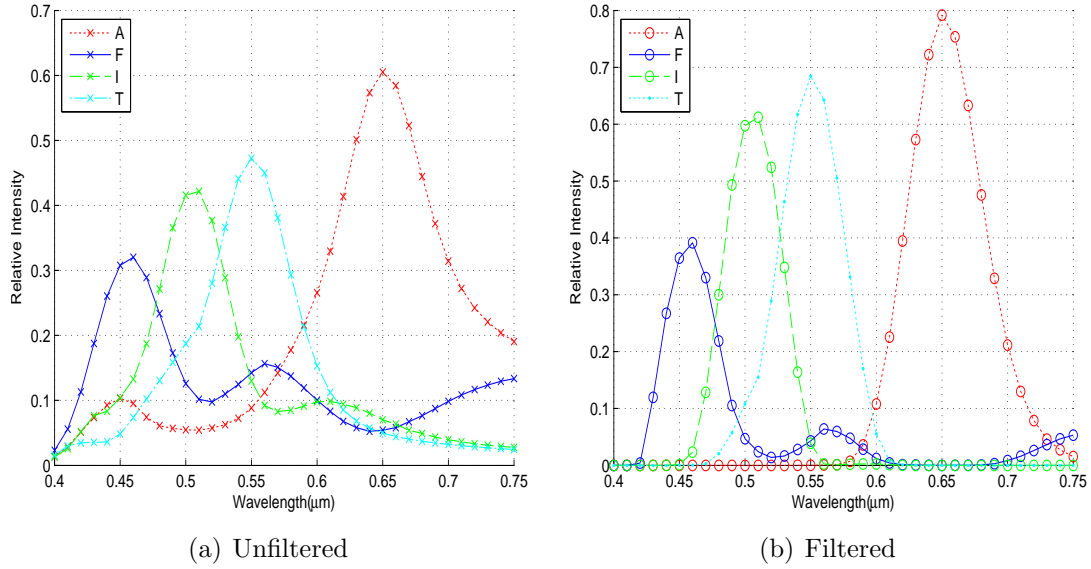 0.7
0.6
0.5
0.4
0.3
0.2
0.1
0
0.4 0.45 0.5 0.55 0.6 0.65 0.7 0.75
Relative Intensity
Wavelength(μm)
A
F
I
T
(a) Unfiltered
0.8
0.7
0.6
0.5
0.4
0.3
0.2
0.1
0
0.4 0.45 0.5 0.55 0.6 0.65 0.7 0.75
Relative Intensity
Wavelength(μm)
A
F
I
T
(b) Filtered